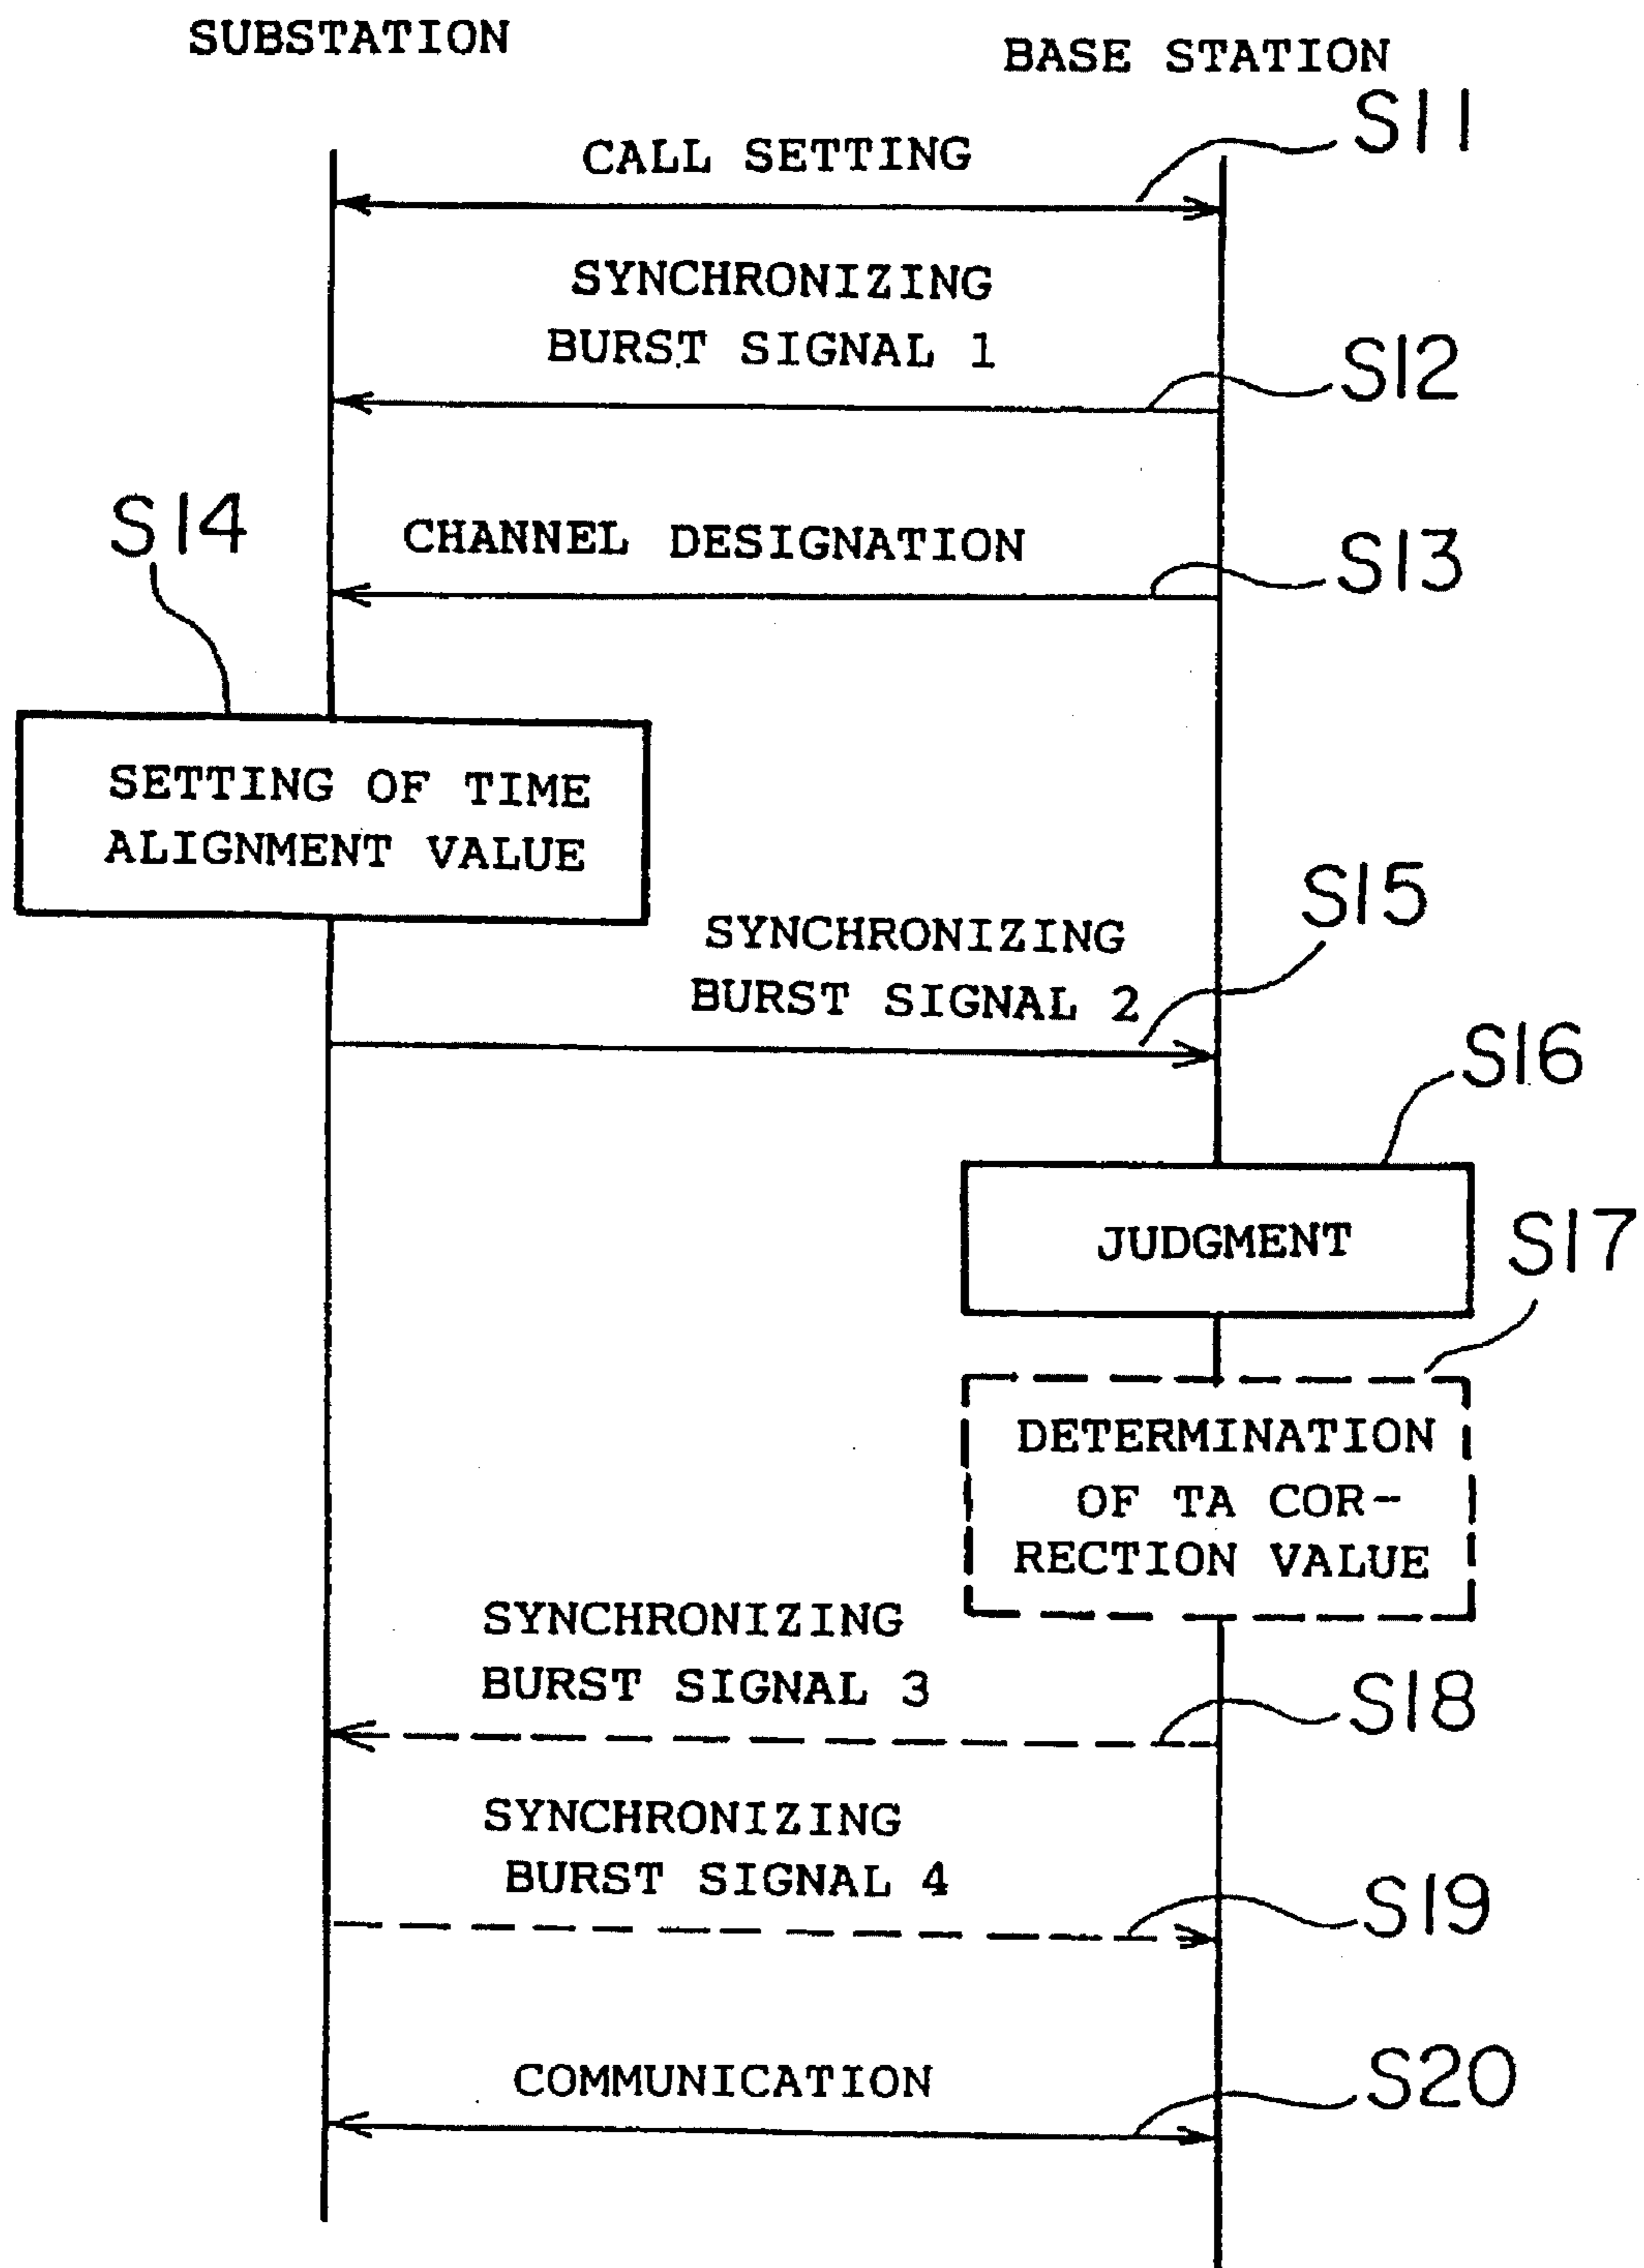 SUBSTATION
BASE STATION
S11
CALL SETTING
SYNCHRONIZING
BURST SIGNAL 1
S12
S14
CHANNEL DESIGNATION
S13
SETTING OF TIME
ALIGNMENT VALUE
S15
SYNCHRONIZING
BURST SIGNAL 2
S16
JUDGMENT
S17
DETERMINATION
OF TA COR-
RECTION VALUE
SYNCHRONIZING
BURST SIGNAL 3
S18
SYNCHRONIZING
BURST SIGNAL 4
S19
COMMUNICATION
S20